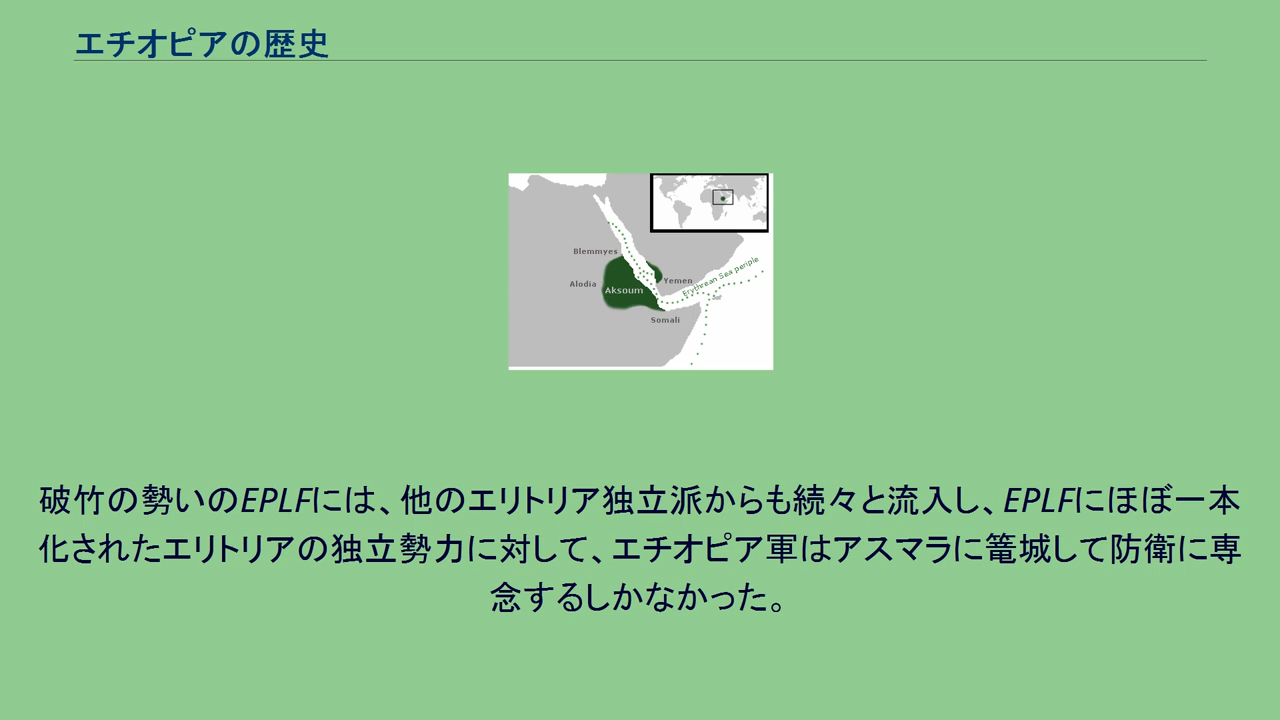 エチオピアの歴史
Blemmyes
Alodia
Aksoum
Yemen
Erythrean Sea periple
Somali
破竹の勢いのEPLFには、他のエリトリア独立派からも続々と流入し、EPLFにほぼ一本
化されたエリトリアの独立勢力に対して、エチオピア軍はアスマラに篭城して防衛に専
念するしかなかった。